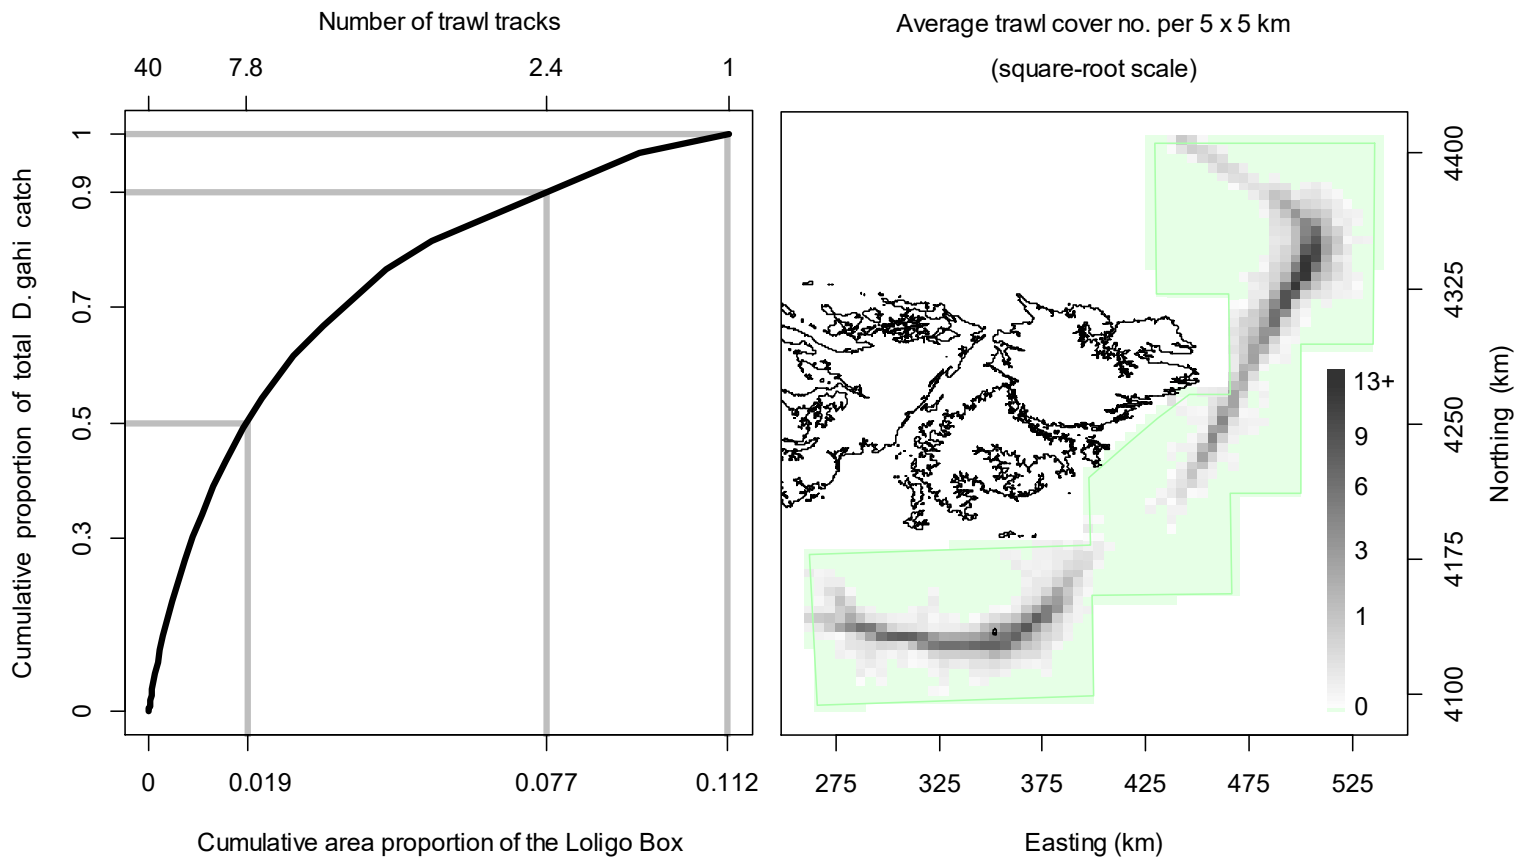 Number of trawl tracks
40 7.8 2.4 1
Cumulative proportion of total D. gahi catch
1
0.9
0.7
0.5
0.3
0
0 0.019 0.077 0.112
Cumulative area proportion of the Loligo Box
Average trawl cover no. per 5 x 5 km
(square-root scale)
13+
9
6
3
1
0
4400
4325
4250
4175
4100
Northing (km)
275 325 375 425 475 525
Easting (km)